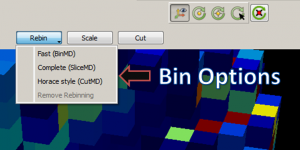 Rebin Scale Cut
Fast (BinMD)
Complete (SliceMD)
Horace style (CutMD)
Remove Rebinning
Bin Options